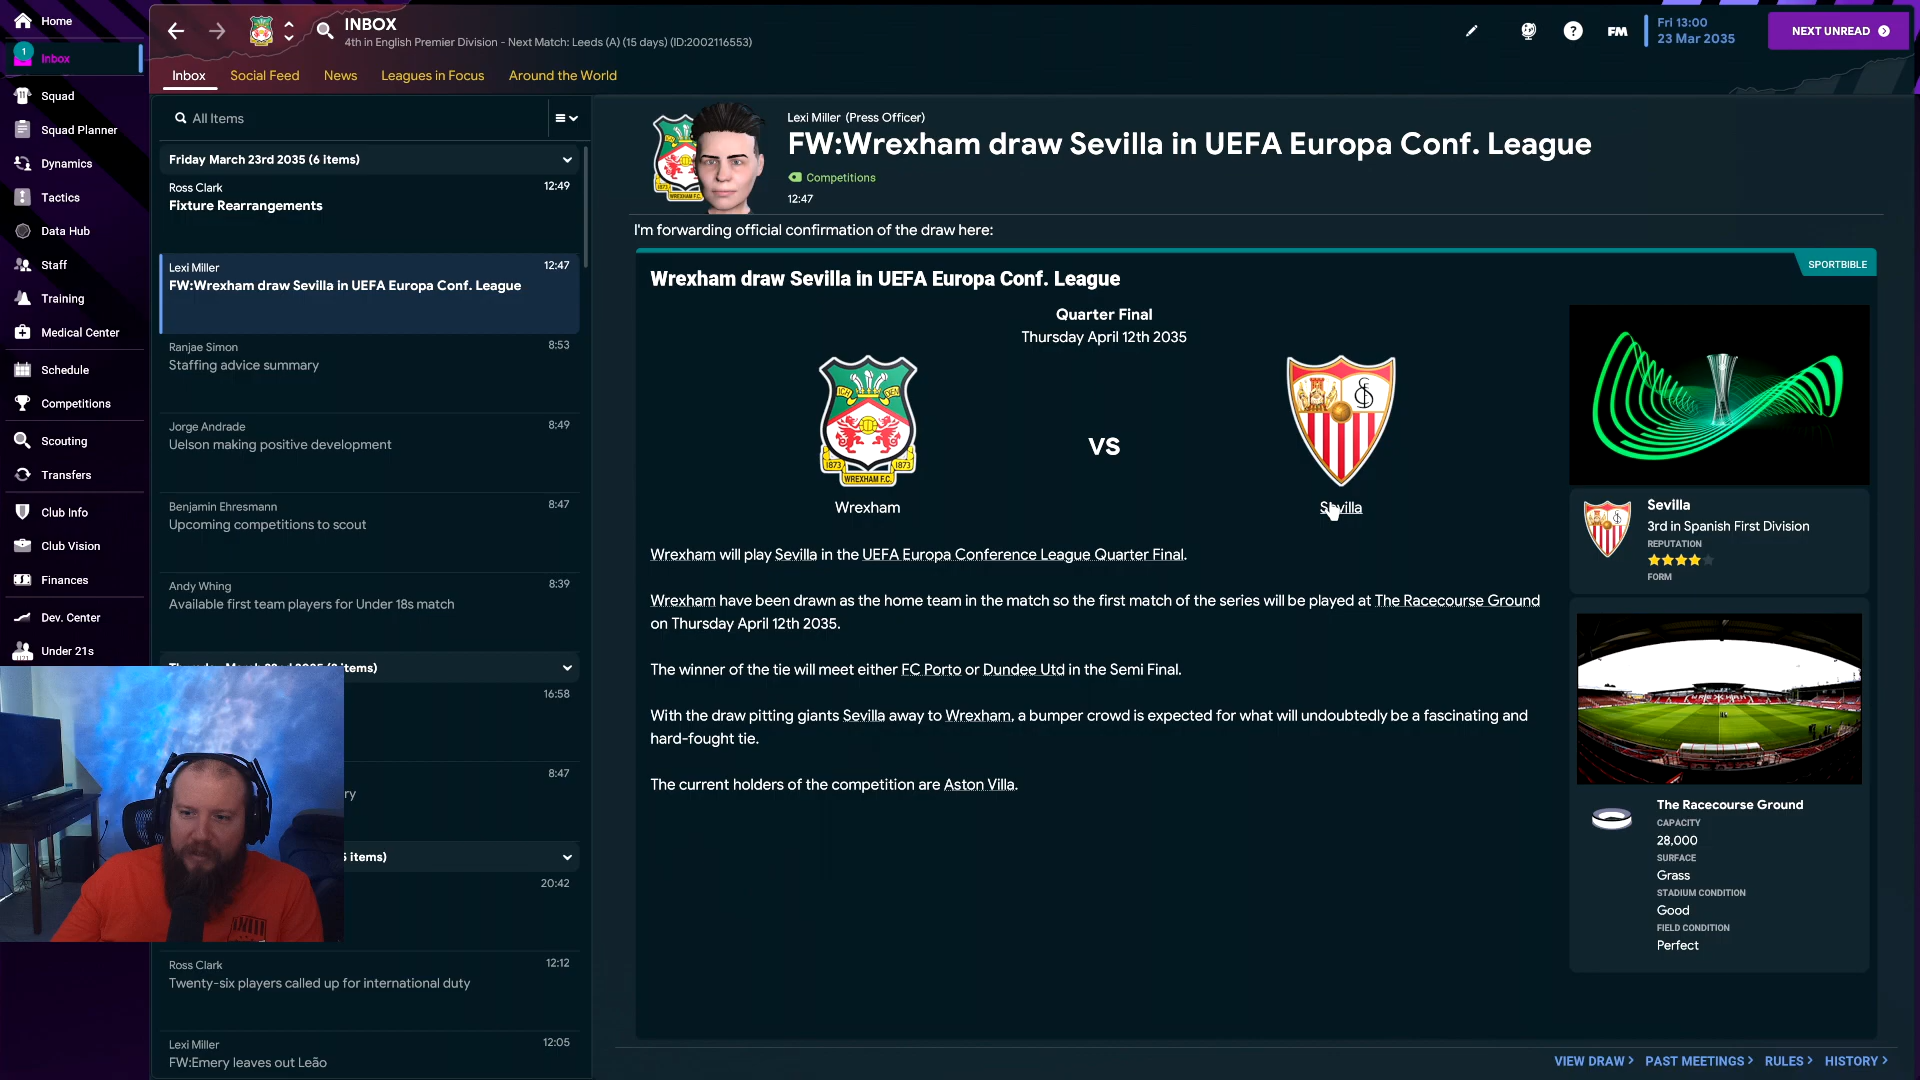 Home
1
Inbox
Squad
Squad Planner
Dynamics
Tactics
Data Hub
Staff
Training
Medical Center
Schedule
Competitions
Scouting
Transfers
Club Info
Club Vision
Finances
Dev. Center
Under 21s
INBOX
4th in English Premier Division - Next Match: Leeds (A) (15 days) (ID:2002116553)
FM
Fri 13:00
23 Mar 2035
NEXT UNREAD
Inbox
Social Feed
News
Leagues in Focus
Around the World
All Items
Friday March 23rd 2035 (6 items)
Ross Clark
12:49
Fixture Rearrangements
Lexi Miller
12:47
FW:Wrexham draw Sevilla in UEFA Europa Conf. League
Ranjae Simon
8:53
Staffing advice summary
Jorge Andrade
8:49
Uelson making positive development
Benjamin Ehresmann
8:47
Upcoming competitions to scout
Andy Whing
8:39
Available first team players for Under 18s match
items)
16:58
8:47
ry
items)
20:42
Ross Clark
12:12
Twenty-six players called up for international duty
Lexi Miller
12:05
FW:Emery leaves out Leão
Lexi Miller (Press Officer)
FW:Wrexham draw Sevilla in UEFA Europa Conf. League
Competitions
12:47
I'm forwarding official confirmation of the draw here:
SPORTBIBLE
Wrexham draw Sevilla in UEFA Europa Conf. League
Quarter Final
Thursday April 12th 2035
1873 1873
WREXHAM F.C.
VS
Wrexham
Sevilla
Wrexham will play Sevilla in the UEFA Europa Conference League Quarter Final.
Wrexham have been drawn as the home team in the match so the first match of the series will be played at The Racecourse Ground
on Thursday April 12th 2035.
The winner of the tie will meet either FC Porto or Dundee Utd in the Semi Final.
With the draw pitting giants Sevilla away to Wrexham, a bumper crowd is expected for what will undoubtedly be a fascinating and
hard-fought tie.
The current holders of the competition are Aston Villa.
Sevilla
3rd in Spanish First Division
REPUTATION
FORM
WREXHAM
The Racecourse Ground
CAPACITY
28,000
SURFACE
Grass
STADIUM CONDITION
Good
FIELD CONDITION
Perfect
VIEW DRAW
PAST MEETINGS
RULES
HISTORY